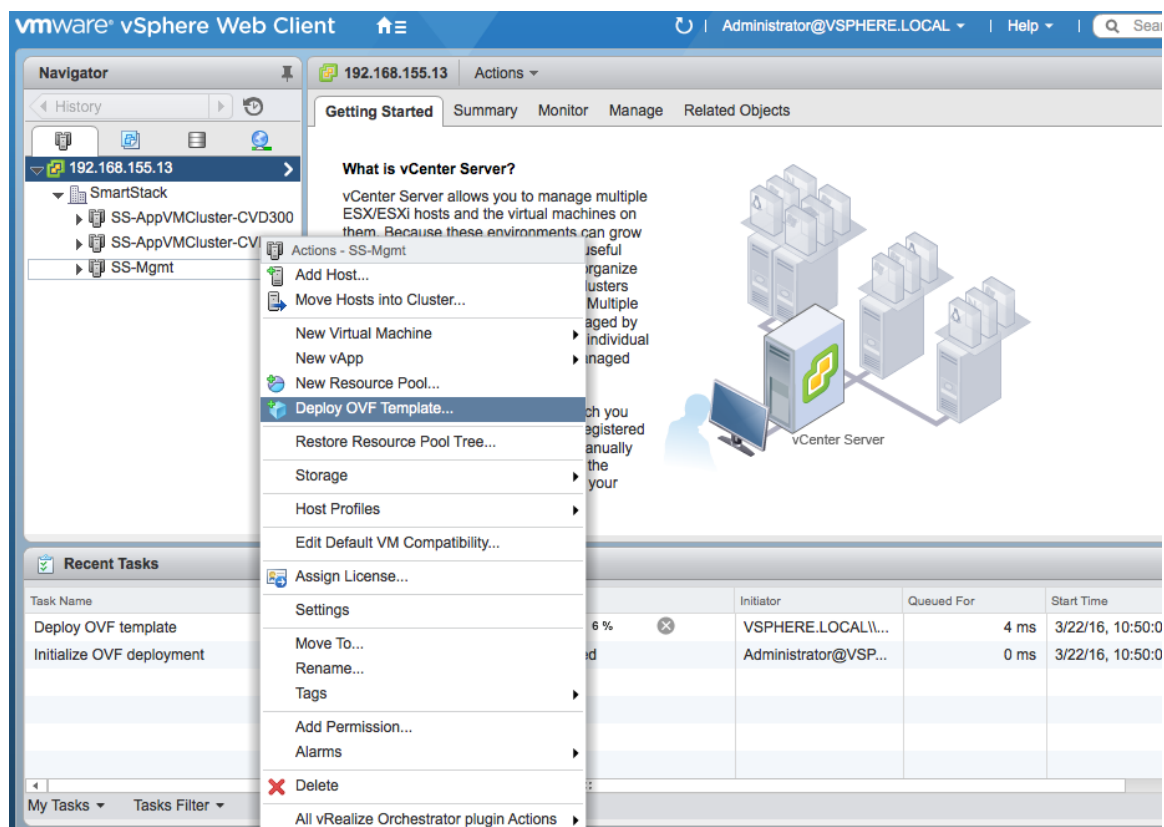 vmware® vSphere Web Client
Administrator@VSPHERE.LOCAL | Help |
Navigator
192.168.155.13 Actions
History
Getting Started Summary Monitor Manage Related Objects
192.168.155.13
SmartStack
SS-AppVMCluster-CVD300
SS-AppVMCluster-CV
SS-Mgmt
What is vCenter Server?
vCenter Server allows you to manage multiple
ESX/ESXi hosts and the virtual machines on
them. Because these environments can grow
useful
organize
lusters
Multiple
aged by
individual
anaged
ch you
egistered
anually
the
your
vCenter Server
Actions - SS-Mgmt
Add Host...
Move Hosts into Cluster...
New Virtual Machine
New vApp
New Resource Pool...
Deploy OVF Template...
Restore Resource Pool Tree...
Storage
Host Profiles
Edit Default VM Compatibility...
Assign License...
Settings
Move To...
Rename...
Tags
Add Permission...
Alarms
Delete
All vRealize Orchestrator plugin Actions
Recent Tasks
Task Name Initiator Queued For Start Time
Deploy OVF template 6 % VSPHERE.LOCAL\\... 4 ms 3/22/16, 10:50:0
Initialize OVF deployment ed Administrator@VSP... 0 ms 3/22/16, 10:50:0
My Tasks Tasks Filter